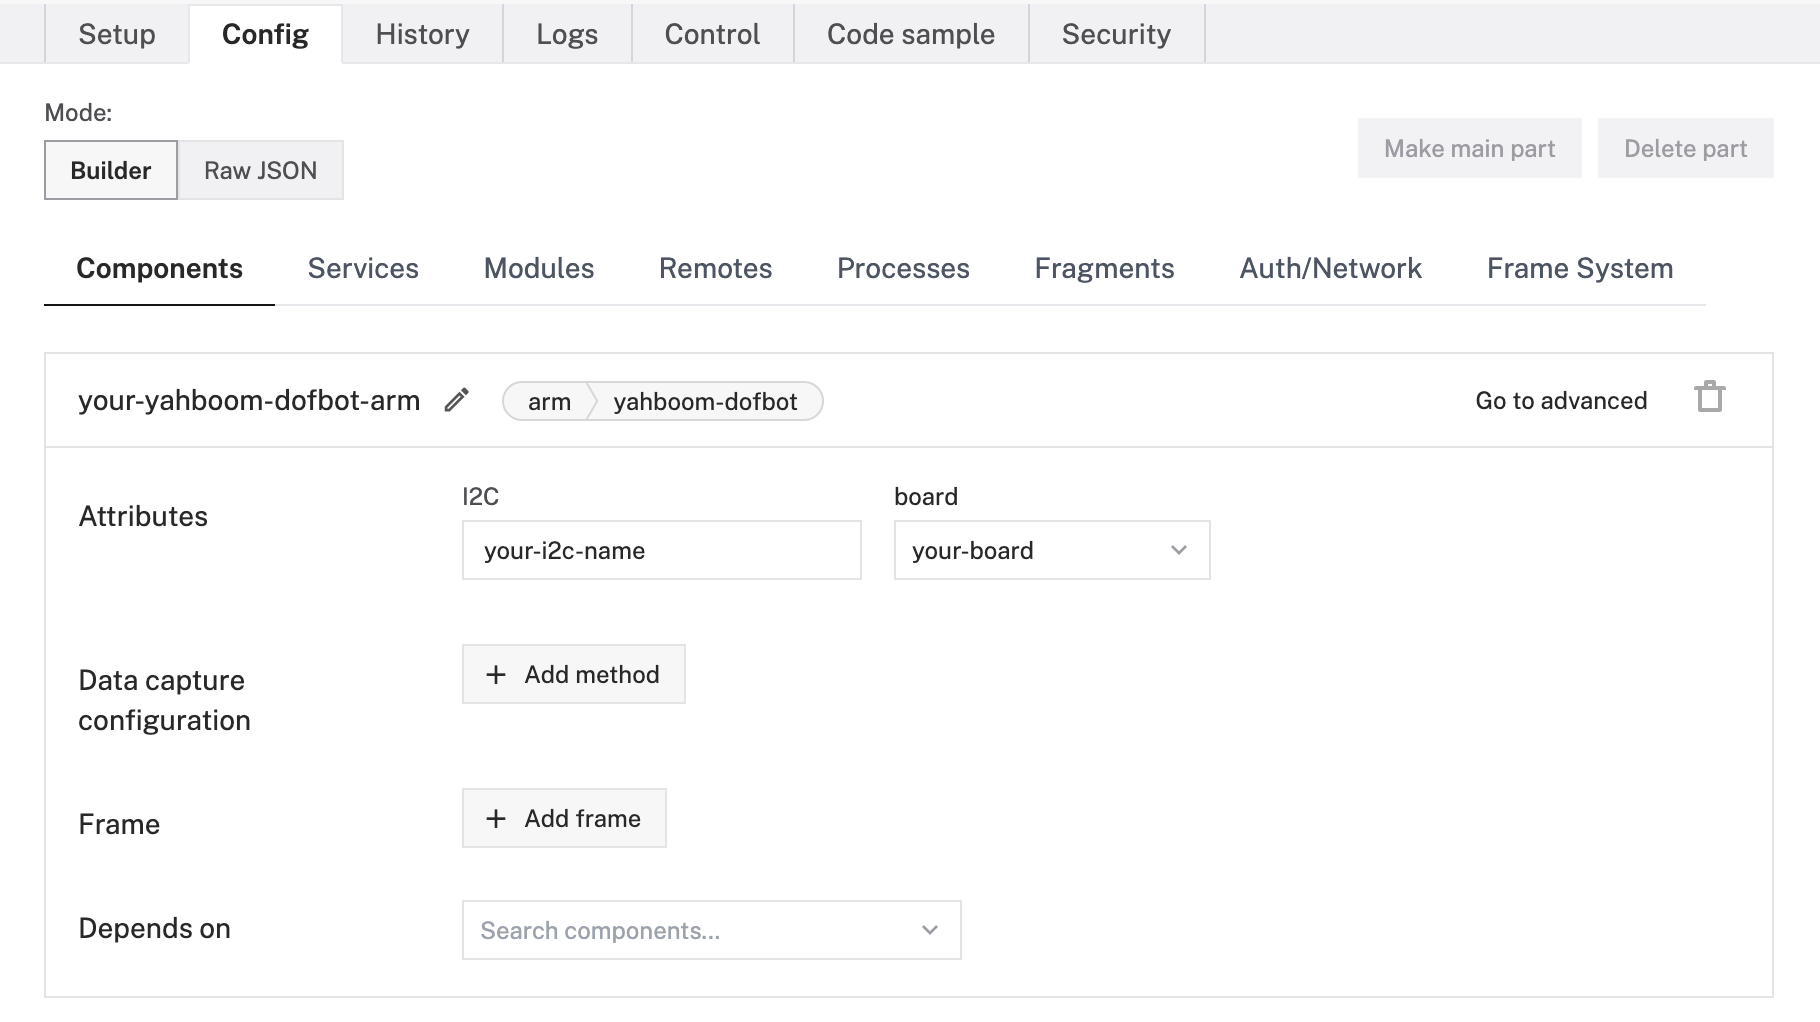 Setup Config History Logs Control Code sample Security
Mode:
Builder Raw JSON
Make main part Delete part
Components Services Modules Remotes Processes Fragments Auth/Network Frame System
your-yahboom-dofbot-arm arm yahboom-dofbot Go to advanced
Attributes
I2C board
your-i2c-name your-board
Data capture
configuration
+ Add method
Frame
+ Add frame
Depends on
Search components...